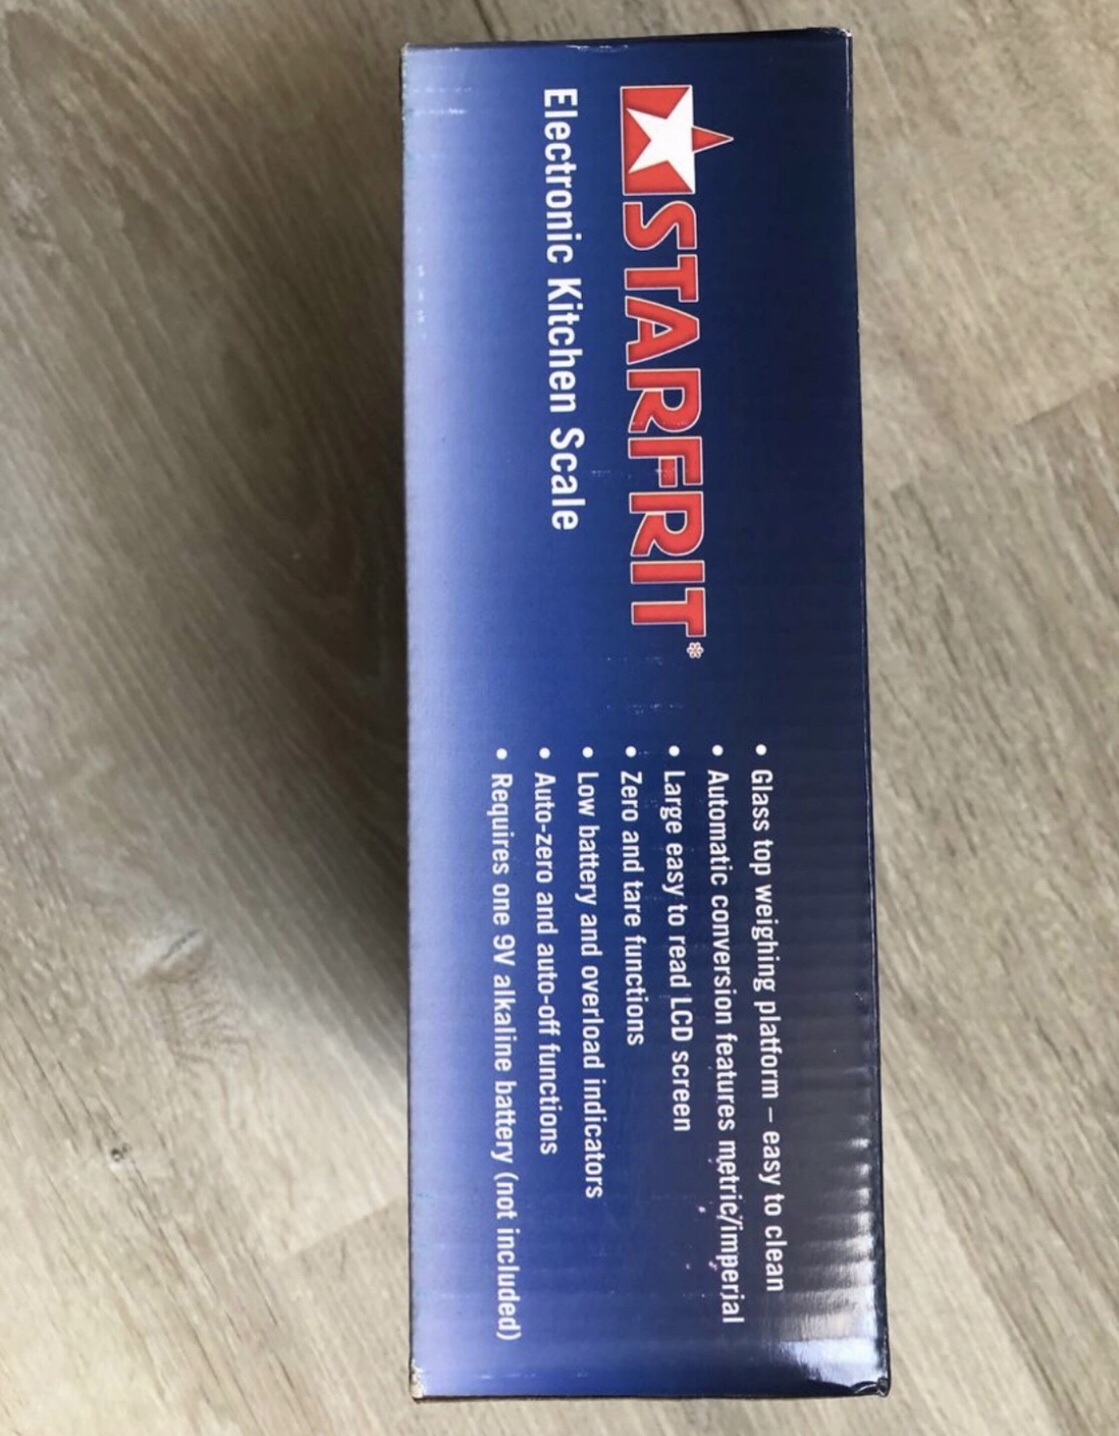 STARFRIT*
Electronic Kitchen Scale
• Glass top weighing platform – easy to clean
• Automatic conversion features metric/imperial
• Large easy to read LCD screen
• Zero and tare functions
• Low battery and overload indicators
• Auto-zero and auto-off functions
• Requires one 9V alkaline battery (not included)